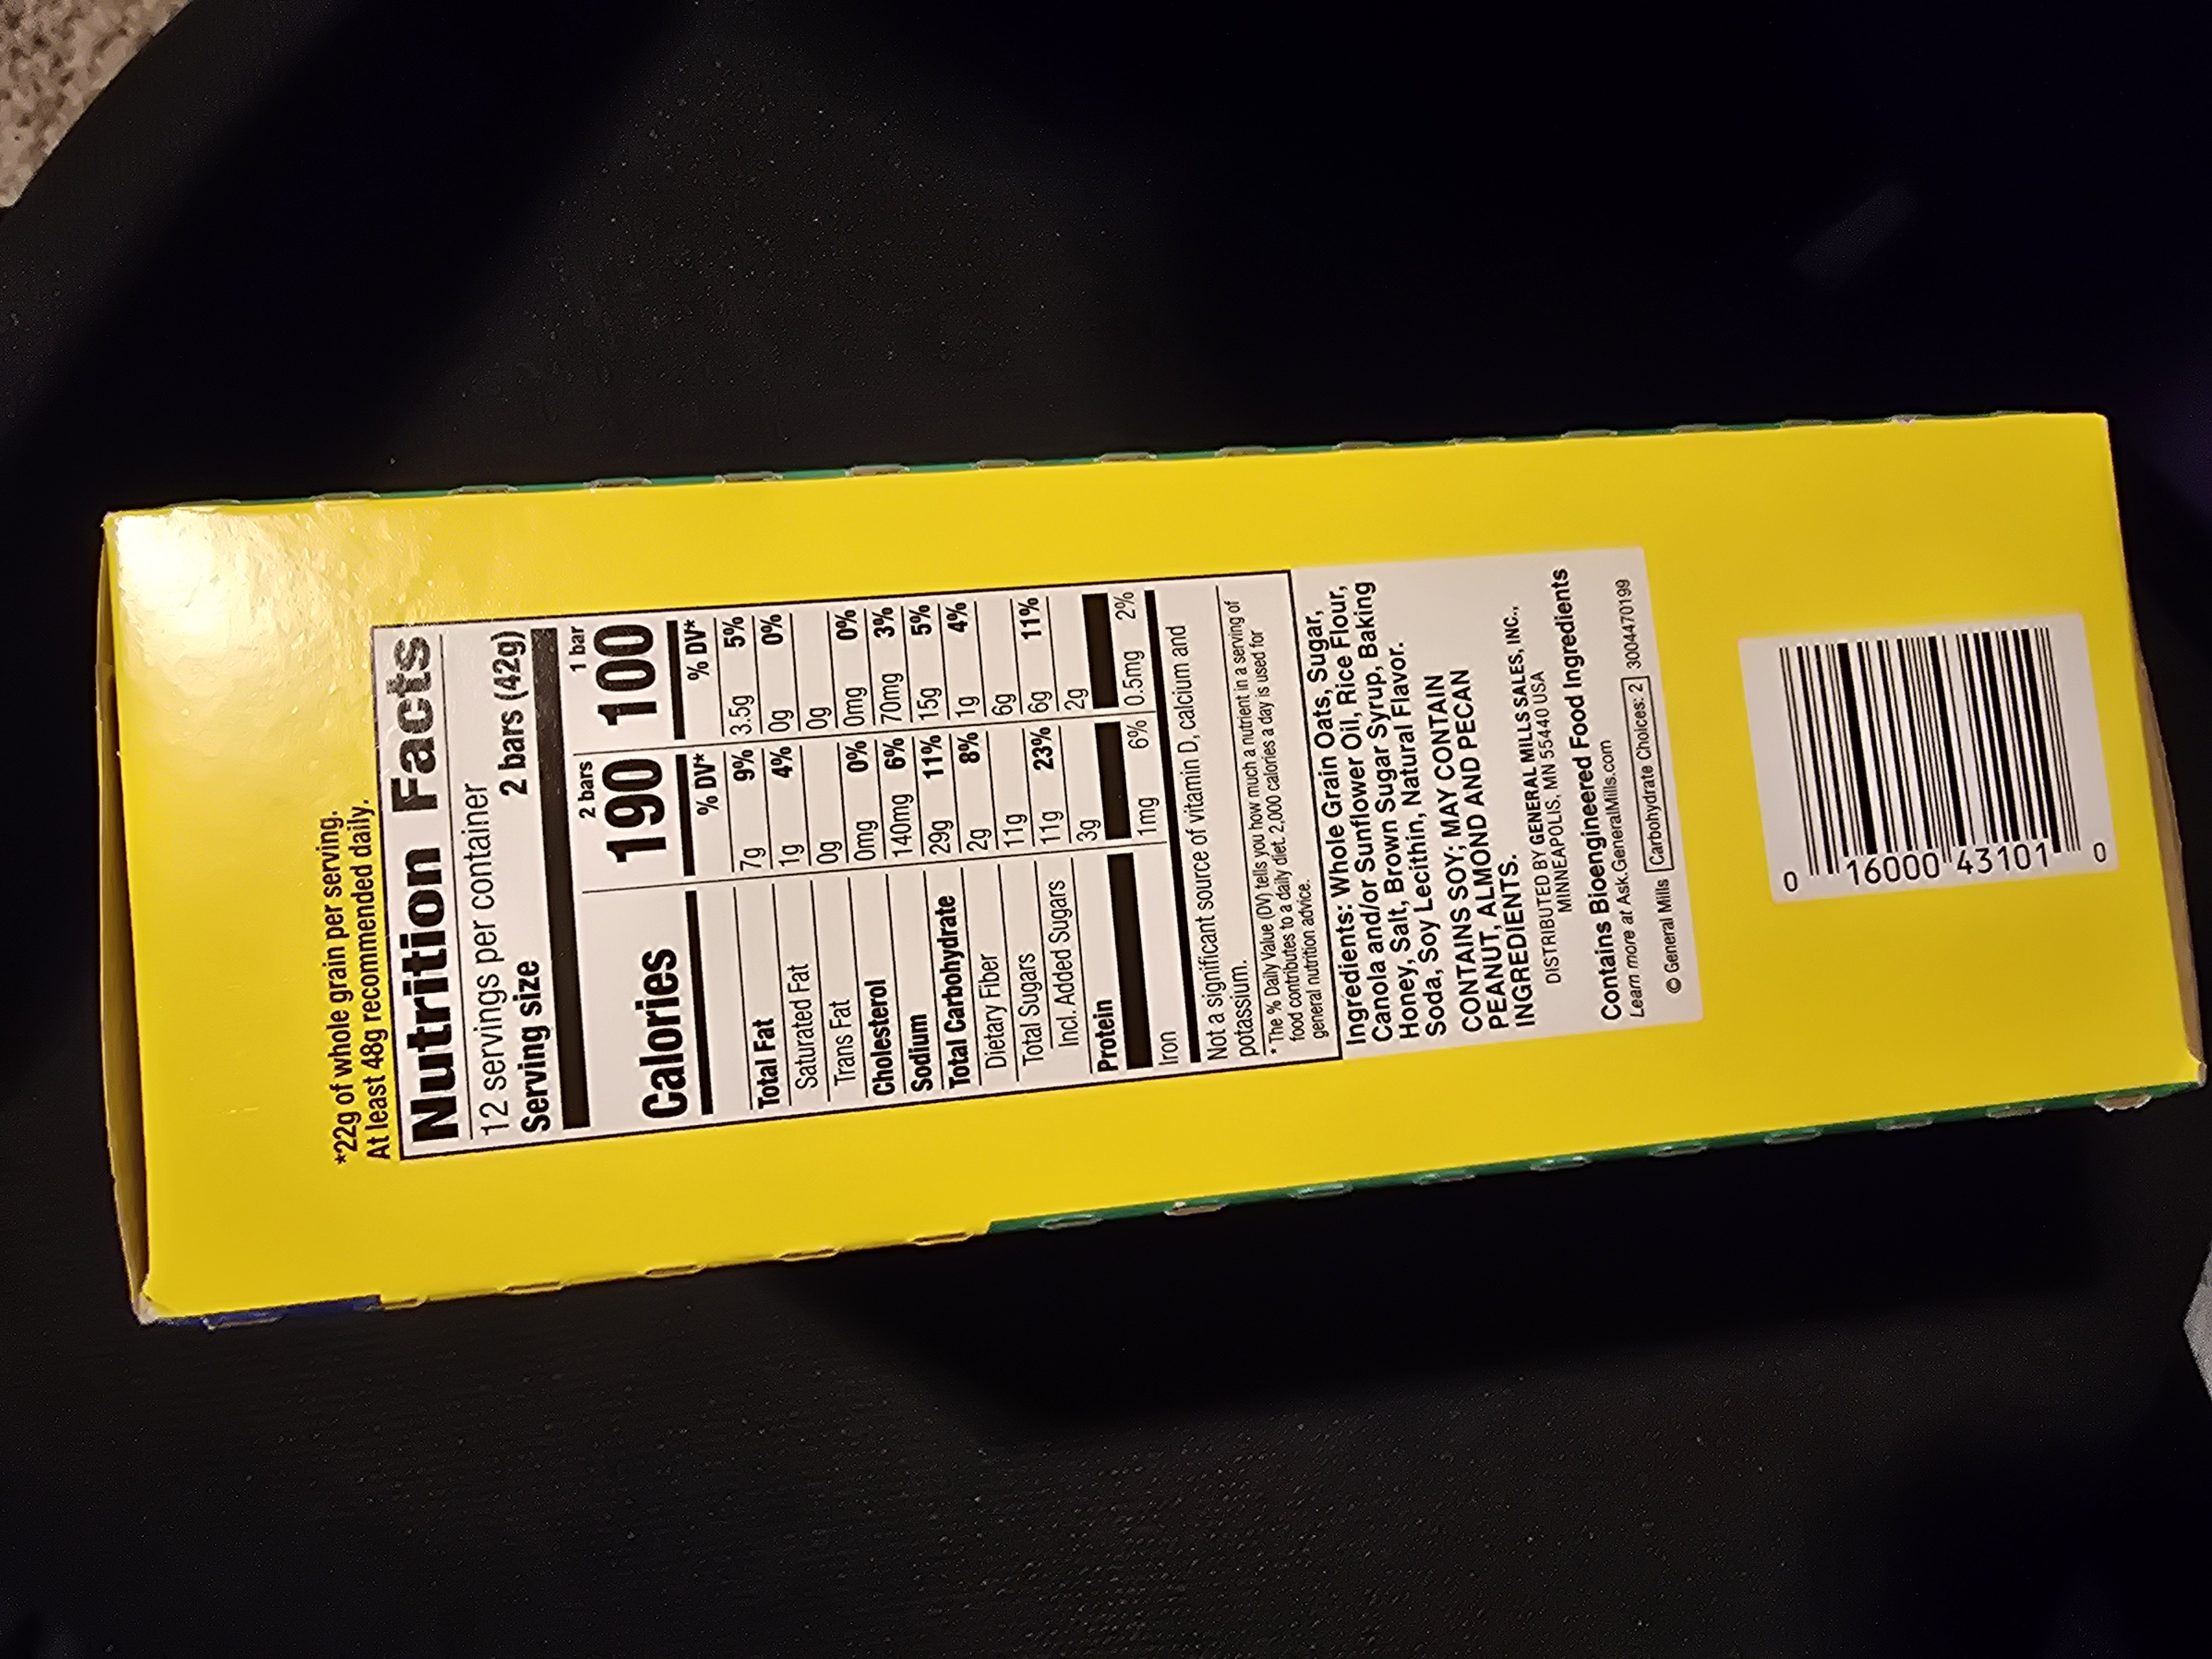 *22g of whole grain per serving.
At least 48g recommended daily.
Nutrition Facts
12 servings per container
Serving size 2 bars (42g)
2 bars 1 bar
Calories 190 100
% DV* % DV*
Total Fat 7g 9% 3.5g 5%
Saturated Fat 1g 4% 0g 0%
Trans Fat 0g 0g
Cholesterol 0mg 0% 0mg 0%
Sodium 140mg 6% 70mg 3%
Total Carbohydrate 29g 11% 15g 5%
Dietary Fiber 2g 8% 1g 4%
Total Sugars 11g 6g
Incl. Added Sugars 11g 23% 6g 11%
Protein 3g 2g
Iron 1mg 6% 0.5mg 2%
Not a significant source of vitamin D, calcium and
potassium.
* The % Daily Value (DV) tells you how much a nutrient in a serving of
food contributes to a daily diet. 2,000 calories a day is used for
general nutrition advice.
Ingredients: Whole Grain Oats, Sugar,
Canola and/or Sunflower Oil, Rice Flour,
Honey, Salt, Brown Sugar Syrup, Baking
Soda, Soy Lecithin, Natural Flavor.
CONTAINS SOY; MAY CONTAIN
PEANUT, ALMOND AND PECAN
INGREDIENTS.
DISTRIBUTED BY GENERAL MILLS SALES, INC.,
MINNEAPOLIS, MN 55440 USA
Contains Bioengineered Food Ingredients
Learn more at Ask.GeneralMills.com
© General Mills Carbohydrate Choices: 2 3004470199
0 16000 43101 0